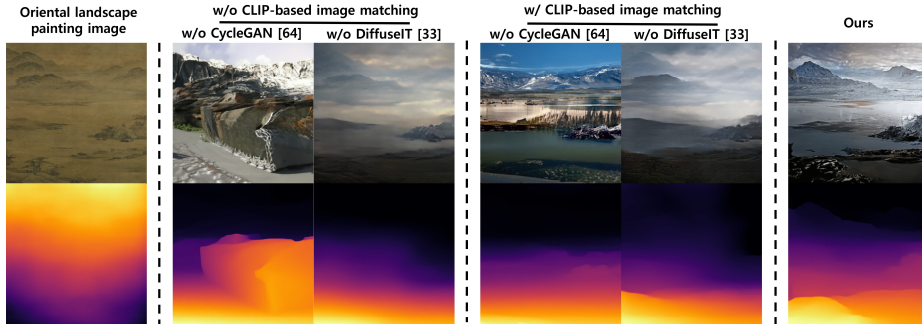 Oriental landscape
painting image
w/o CLIP-based image matching
w/o CycleGAN [64] w/o DiffuseIT [33]
w/ CLIP-based image matching
w/o CycleGAN [64] w/o DiffuseIT [33]
Ours